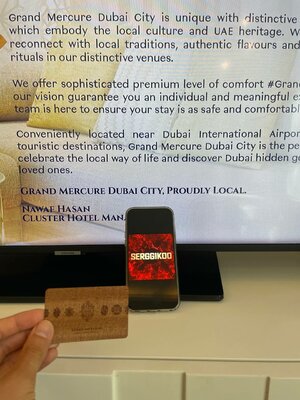 Grand Mercure Dubai City is unique with distinctive
which embody the local culture and UAE heritage. W
reconnect with local traditions, authentic flavours and
rituals in our distinctive venues.
We offer sophisticated premium level of comfort #Gran
our vision guarantee you an individual and meaningful e
team is here to ensure your stay is as safe and comfortabl
Conveniently located near Dubai International Airpor
touristic destinations, Grand Mercure Dubai City is the pe
celebrate the local way of life and discover Dubai hidden g
loved ones.
GRAND MERCURE DUBAI CITY, PROUDLY LOCAL.
NAWAF HASAN
CLUSTER HOTEL MAN
SERGGIKOO